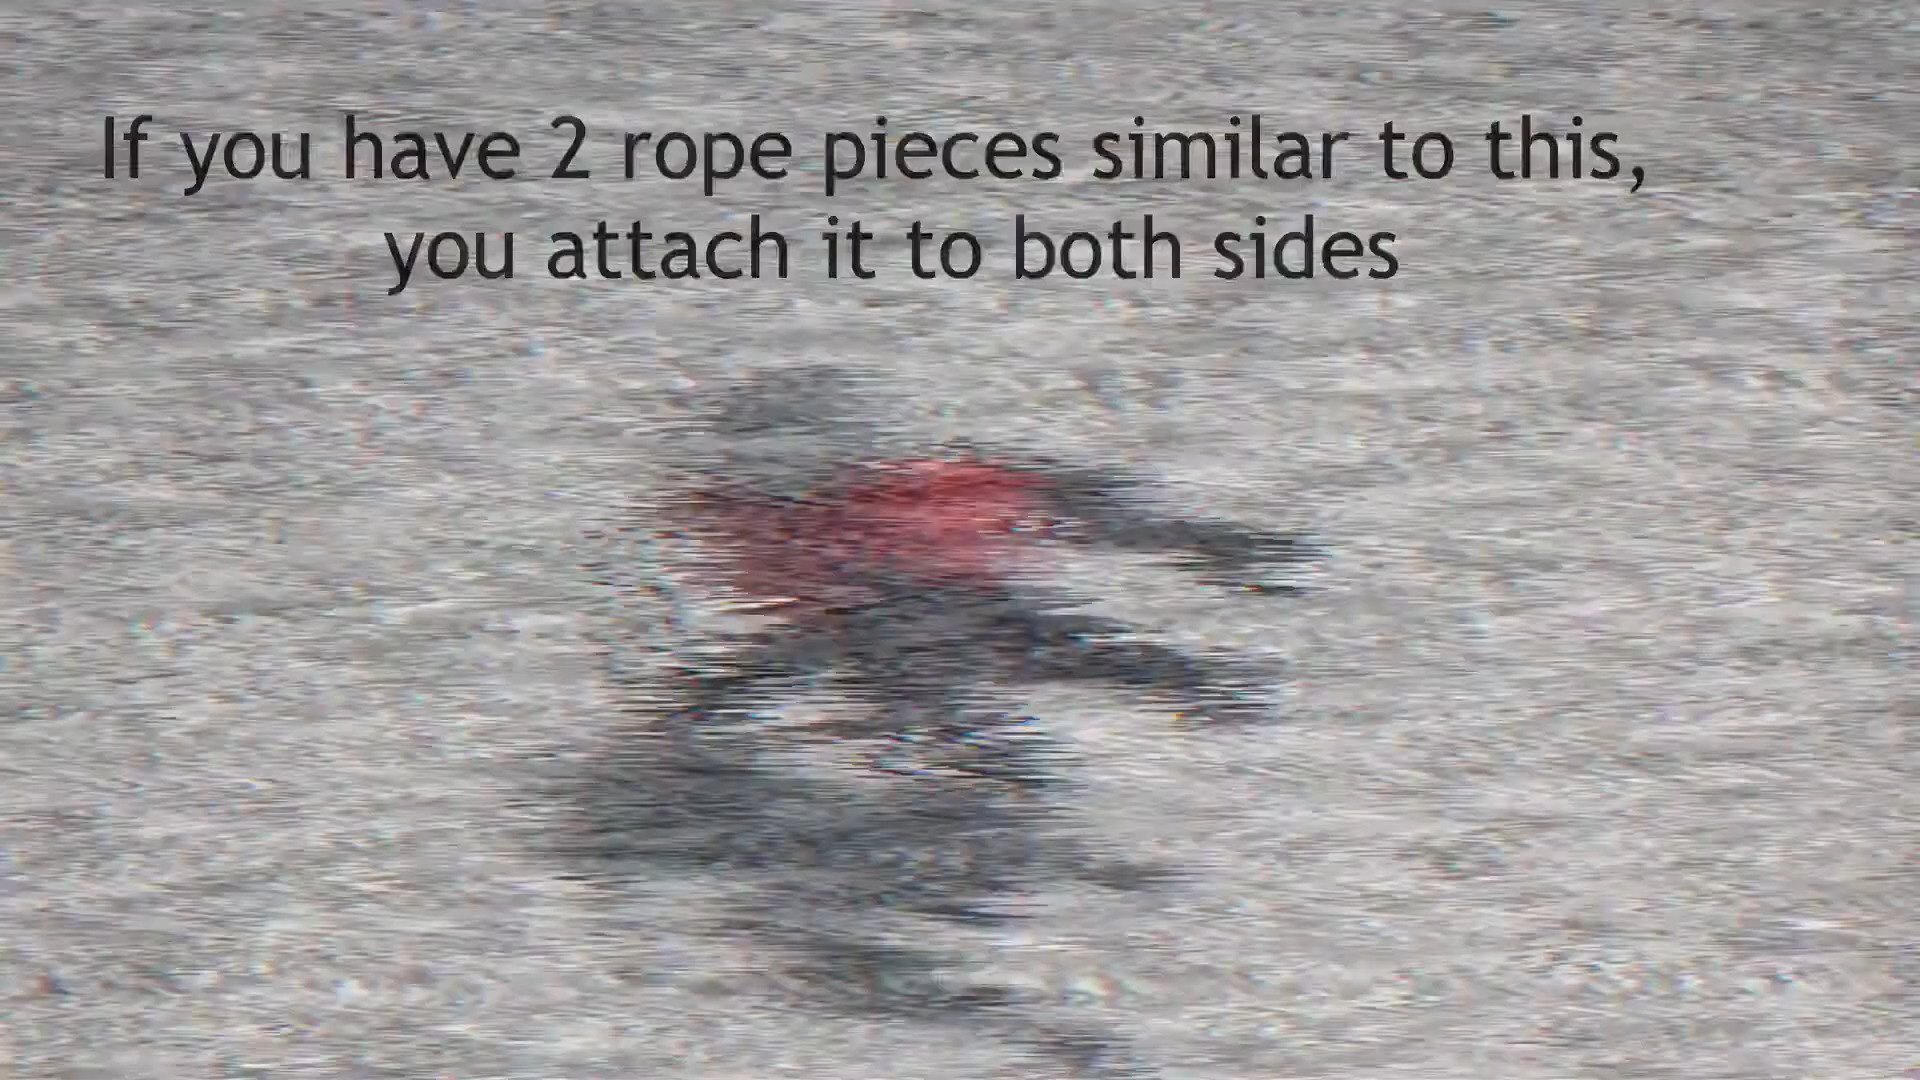 If you have 2 rope pieces similar to this,
you attach it to both sides